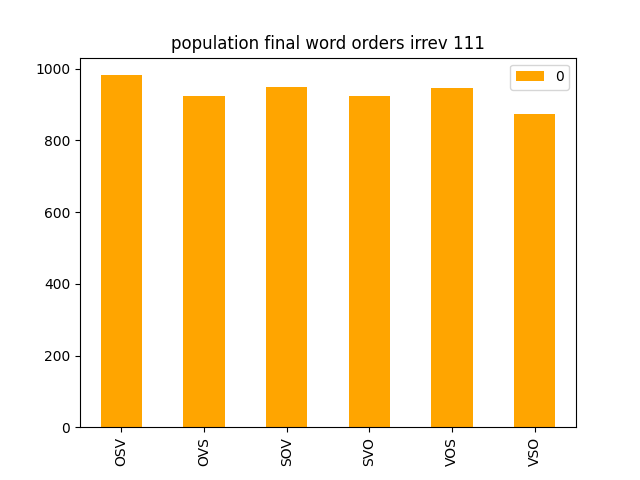 population final word orders irrev 111
0
1000
800
600
400
200
0
OSV
OVS
SOV
SVO
VOS
VSO